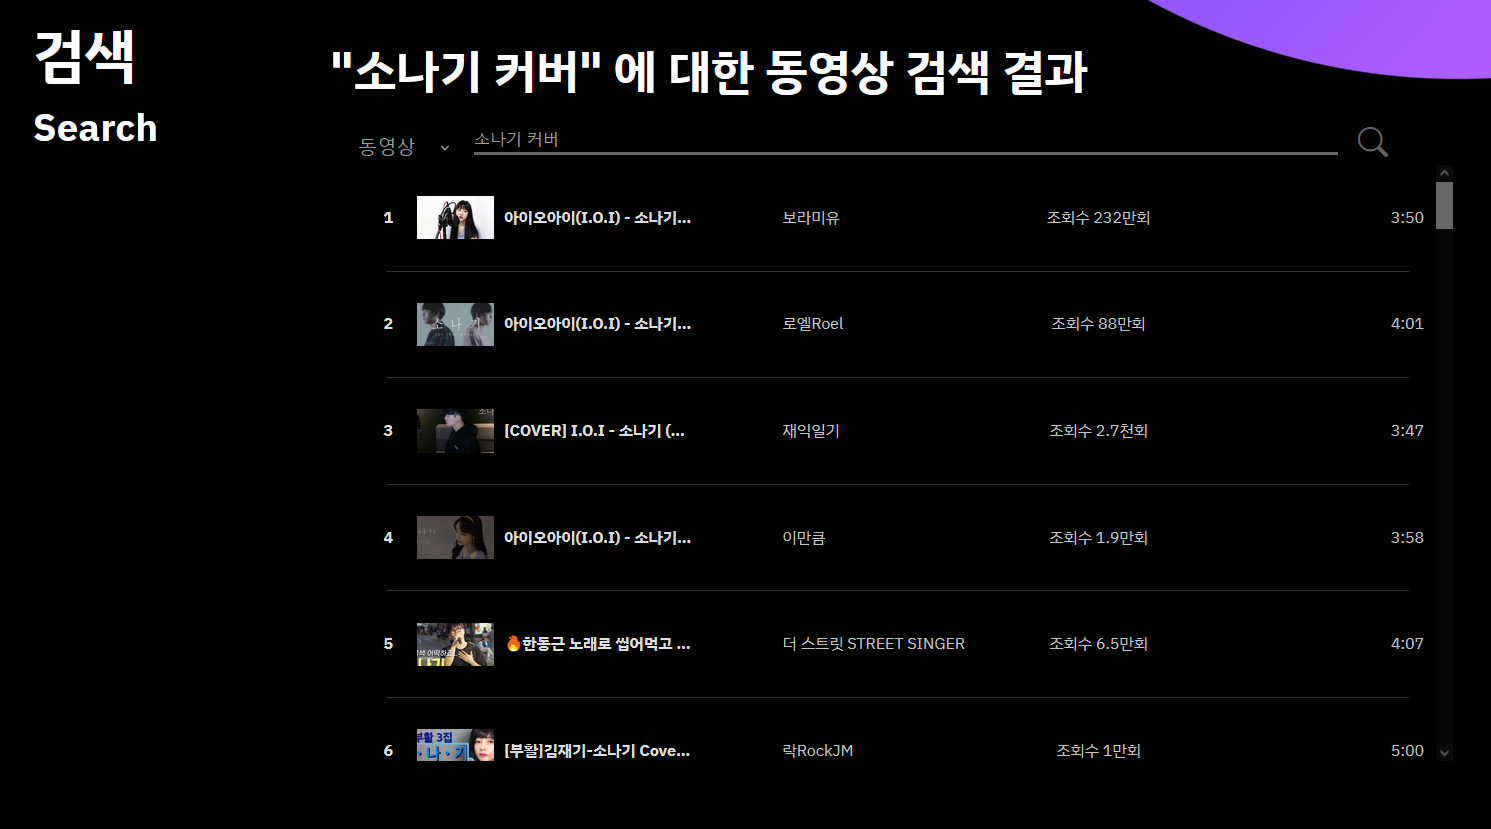 검색
Search
"소나기 커버" 에 대한 동영상 검색 결과
동영상
소나기 커버
1 아이오아이(I.O.I) - 소나기... 보라미유 조회수 232만회 3:50
2 소 나 기 아이오아이(I.O.I) - 소나기... 로엘Roel 조회수 88만회 4:01
3 [COVER] I.O.I - 소나기 (... 재익일기 조회수 2.7천회 3:47
4 아이오아이(I.O.I) - 소나기... 이만큼 조회수 1.9만회 3:58
5 🔥한동근 노래로 씹어먹고 ... 더 스트릿 STREET SINGER 조회수 6.5만회 4:07
6 부활 3집 [부활]김재기-소나기 Cove... 락RockJM 조회수 1만회 5:00